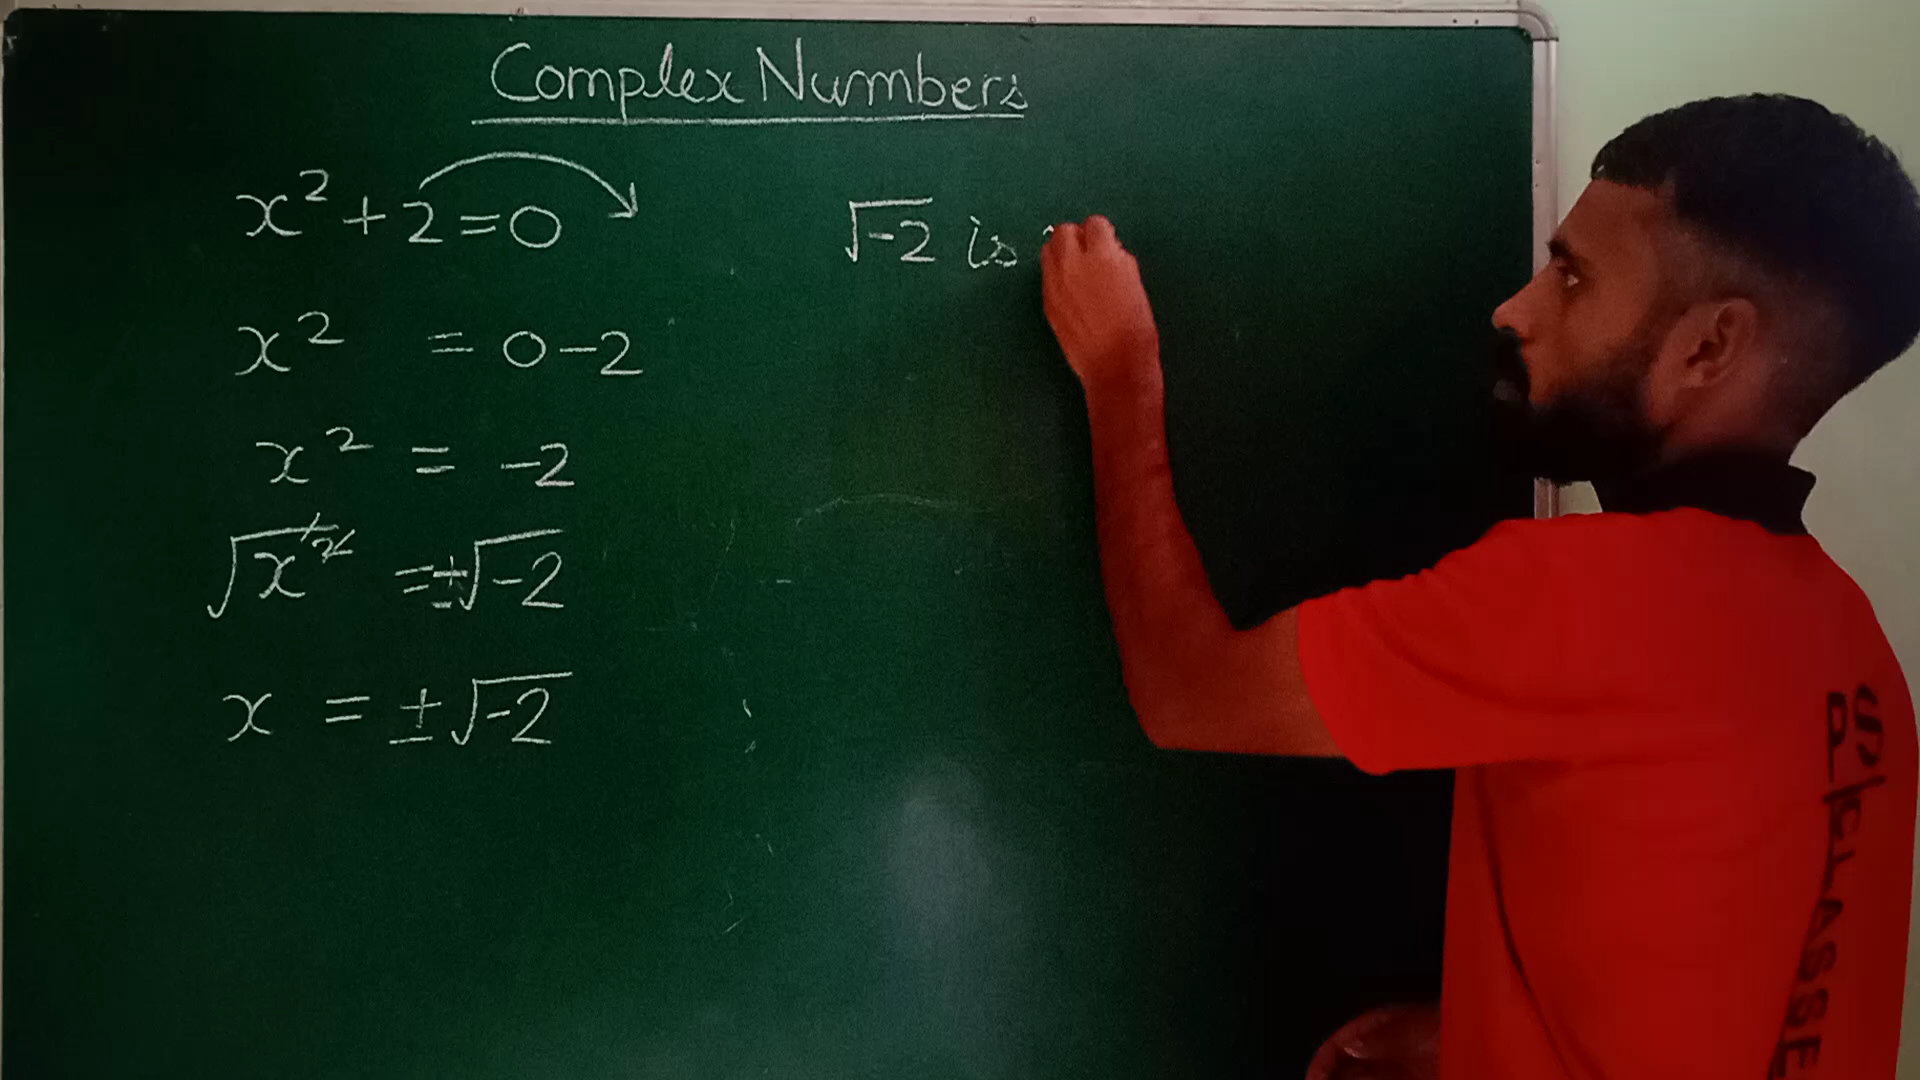 Complex Numbers
x² + 2 = 0
x² = 0 - 2
x² = -2
√x² = ±√-2
x = ±√-2
√-2 is